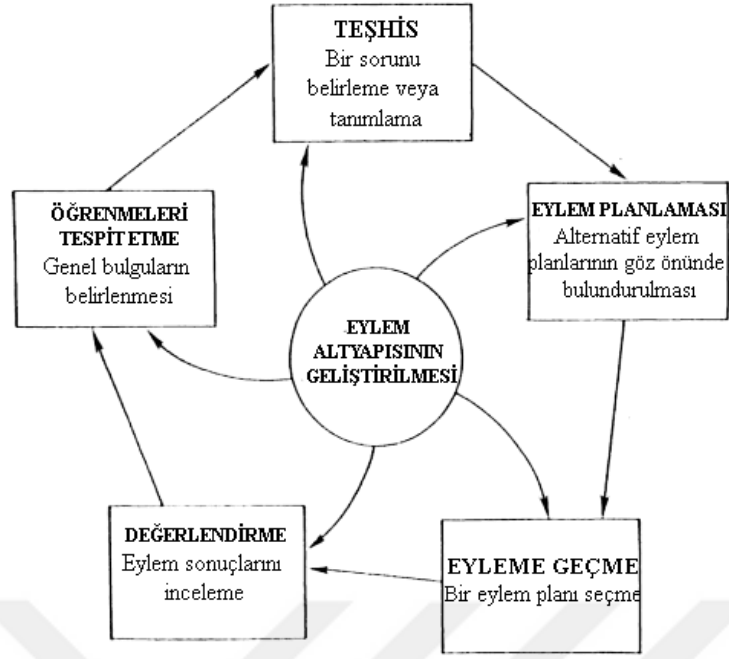 TEŞHİS
Bir sorunu
belirleme veya
tanımlama
EYLEM PLANLAMASI
Alternatif eylem
planlarının göz önünde
bulundurulması
EYLEME GEÇME
Bir eylem planı seçme
DEĞERLENDİRME
Eylem sonuçlarını
inceleme
ÖĞRENMELERİ
TESPİT ETME
Genel bulguların
belirlenmesi
EYLEM
ALTYAPISININ
GELİŞTİRİLMESİ